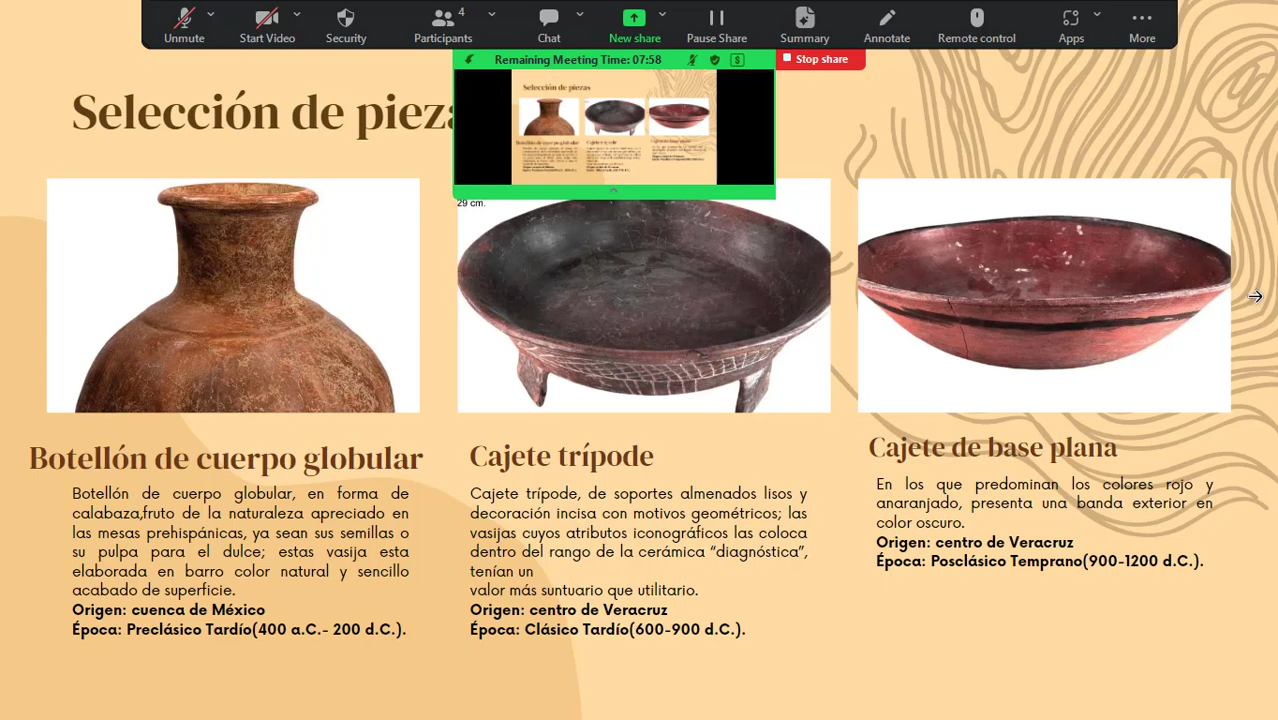 Unmute
Start Video
Security
4
Participants
Chat
New share
Pause Share
Summary
Annotate
Remote control
Apps
More
Remaining Meeting Time: 07:58
Stop share
Selección de piezas
Selección de pieza
29 cm.
Botellón de cuerpo globular
Botellón de cuerpo globular, en forma de
calabaza,fruto de la naturaleza apreciado en
las mesas prehispánicas, ya sean sus semillas o
su pulpa para el dulce; estas vasija esta
elaborada en barro color natural y sencillo
acabado de superficie.
Origen: cuenca de México
Época: Preclásico Tardío(400 a.C.- 200 d.C.).
Cajete trípode
Cajete trípode, de soportes almenados lisos y
decoración incisa con motivos geométricos; las
vasijas cuyos atributos iconográficos las coloca
dentro del rango de la cerámica “diagnóstica”,
tenían un
valor más suntuario que utilitario.
Origen: centro de Veracruz
Época: Clásico Tardío(600-900 d.C.).
Cajete de base plana
En los que predominan los colores rojo y
anaranjado, presenta una banda exterior en
color oscuro.
Origen: centro de Veracruz
Época: Posclásico Temprano(900-1200 d.C.).